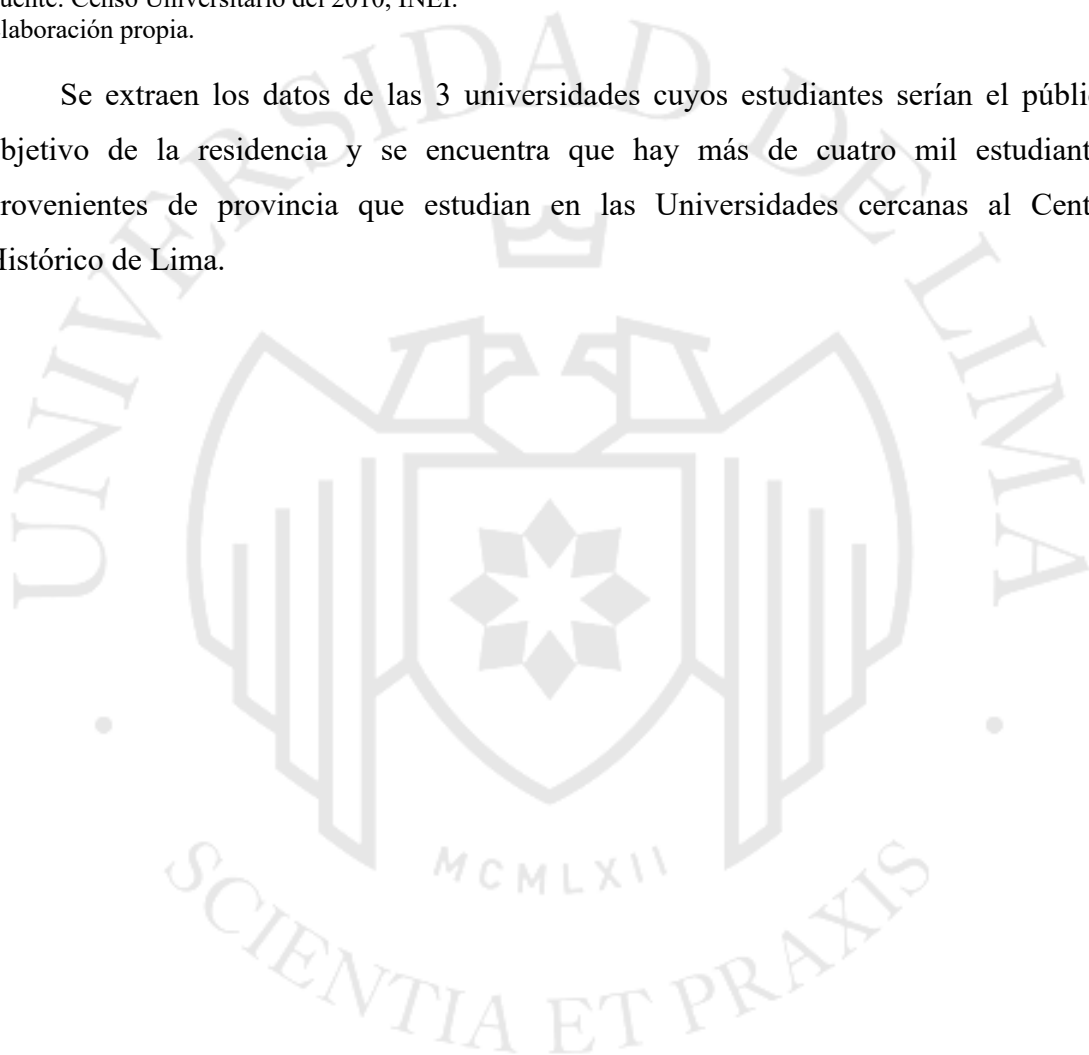 uente: Censo Universitario del 2010, INEI.
laboración propia.
Se extraen los datos de las 3 universidades cuyos estudiantes serían el públi
bjetivo de la residencia y se encuentra que hay más de cuatro mil estudiant
rovenientes de provincia que estudian en las Universidades cercanas al Cent
Histórico de Lima.
UNIVERSIDAD DE LIMA
MCMLXII
SCIENTIA ET PRAXIS